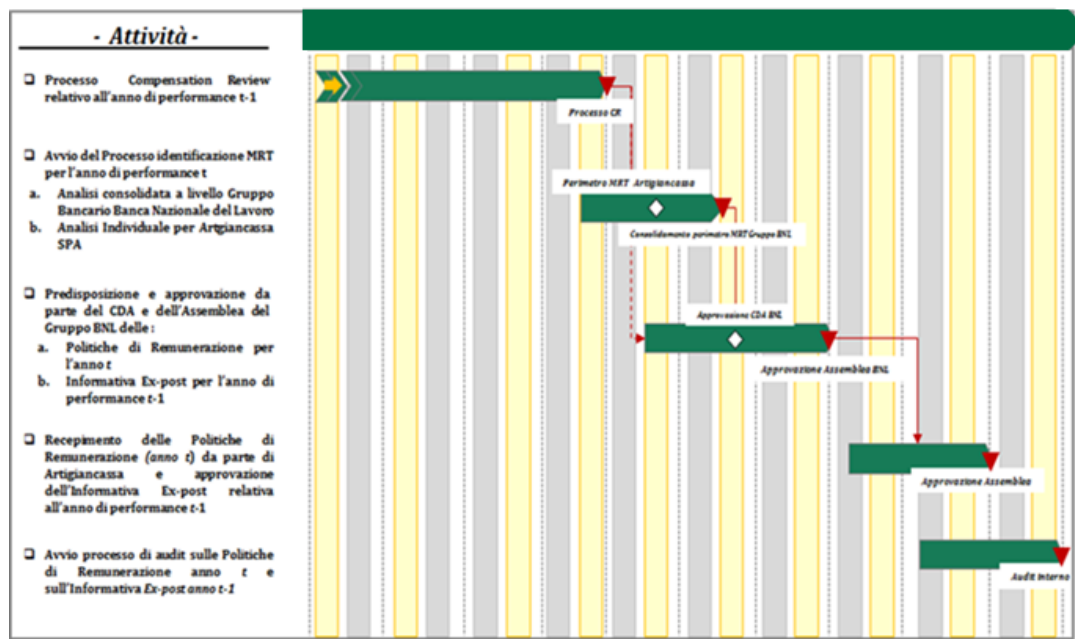 - Attività -
Processo Compensation Review
relativo all'anno di performance t-1
Processo CR
Avvio del Processo identificazione MRT
per l'anno di performance t
a. Analisi consolidata a livello Gruppo
Bancario Banca Nazionale del Lavoro
b. Analisi Individuale per Artgiancassa
SPA
Perimetro MRT Artigiancassa
Consolidamento perimetro MRT Gruppo BNL
Predisposizione e approvazione da
parte del CDA e dell'Assemblea del
Gruppo BNL delle :
a. Politiche di Remunerazione per
l'anno t
b. Informativa Ex-post per l'anno di
performance t-1
Approvazione CDA BNL
Approvazione Assemblea BNL
Recepimento delle Politiche di
Remunerazione (anno t) da parte di
Artigiancassa e approvazione
dell'Informativa Ex-post relativa
all'anno di performance t-1
Approvazione Assemblea
Avvio processo di audit sulle Politiche
di Remunerazione anno t e
sull'Informativa Ex-post anno t-1
Audit Interno